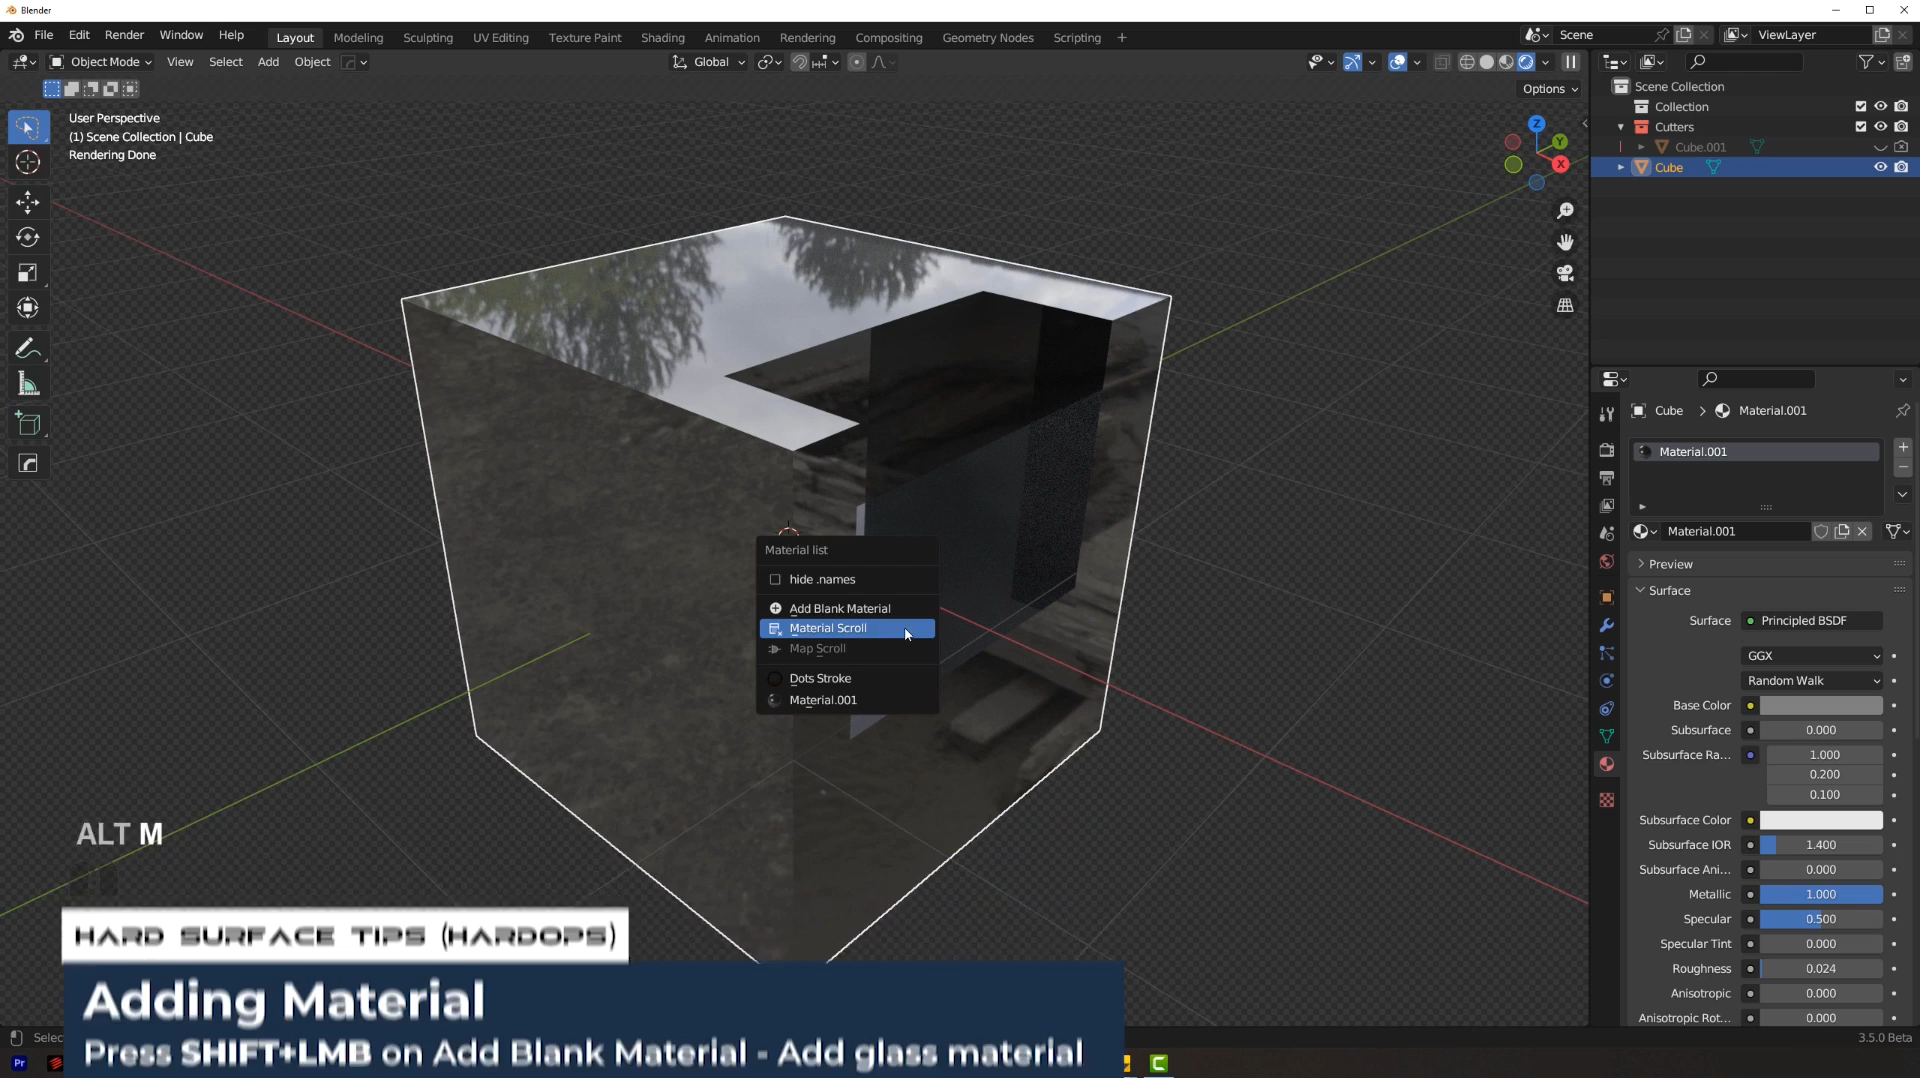 Blender
File Edit Render Window Help
Layout Modeling Sculpting UV Editing Texture Paint Shading Animation Rendering Compositing Geometry Nodes Scripting +
Scene
ViewLayer
Object Mode View Select Add Object
Global
Options
User Perspective
(1) Scene Collection | Cube
Rendering Done
Z
Y
X
Scene Collection
Collection
Cutters
Cube.001
Cube
Cube > Material.001
Material.001
Material.001
Preview
Surface
Surface Principled BSDF
GGX
Random Walk
Base Color
Subsurface 0.000
Subsurface Ra... 1.000
0.200
0.100
Subsurface Color
Subsurface IOR 1.400
Subsurface Ani... 0.000
Metallic 1.000
Specular 0.500
Specular Tint 0.000
Roughness 0.024
Anisotropic 0.000
Anisotropic Rot... 0.000
Material list
hide .names
Add Blank Material
Material Scroll
Map Scroll
Dots Stroke
Material.001
ALT M
HARD SURFACE TIPS (HARDOPS)
Adding Material
Press SHIFT+LMB on Add Blank Material - Add glass material
Selec
3.5.0 Beta
Pr